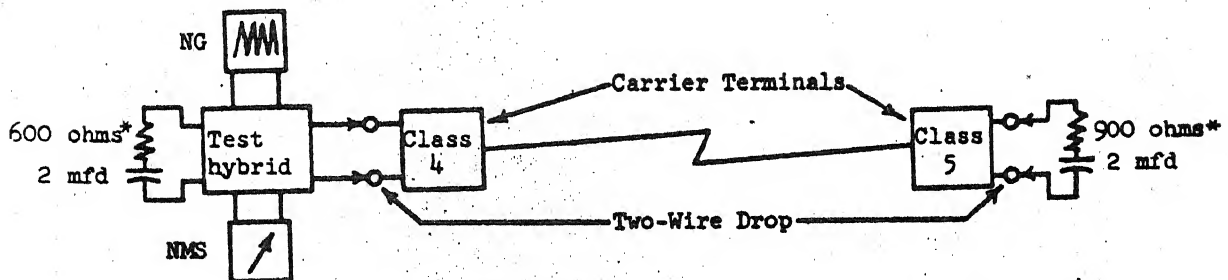 NG
Carrier Terminals
600 ohms*
2 mfd
Test
hybrid
Class
4
Class
5
900 ohms*
2 mfd
Two-Wire Drop
NMS